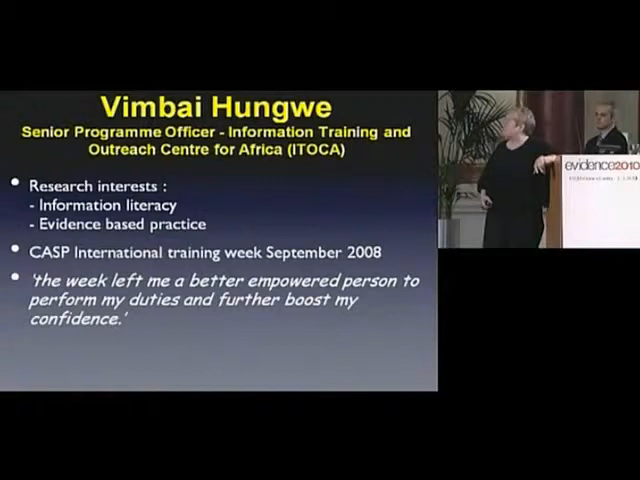 Vimbai Hungwe
Senior Programme Officer - Information Training and
Outreach Centre for Africa (ITOCA)
• Research interests :
- Information literacy
- Evidence based practice
• CASP International training week September 2008
• 'the week left me a better empowered person to
perform my duties and further boost my
confidence.'
evidence2010